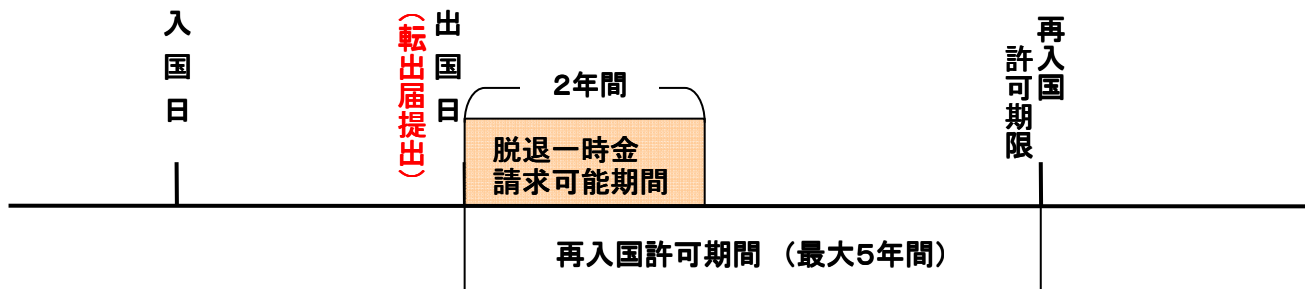 入国日
出国日
（転出届提出）
2年間
脱退一時金
請求可能期間
再入国
許可期限
再入国許可期間 （最大5年間）